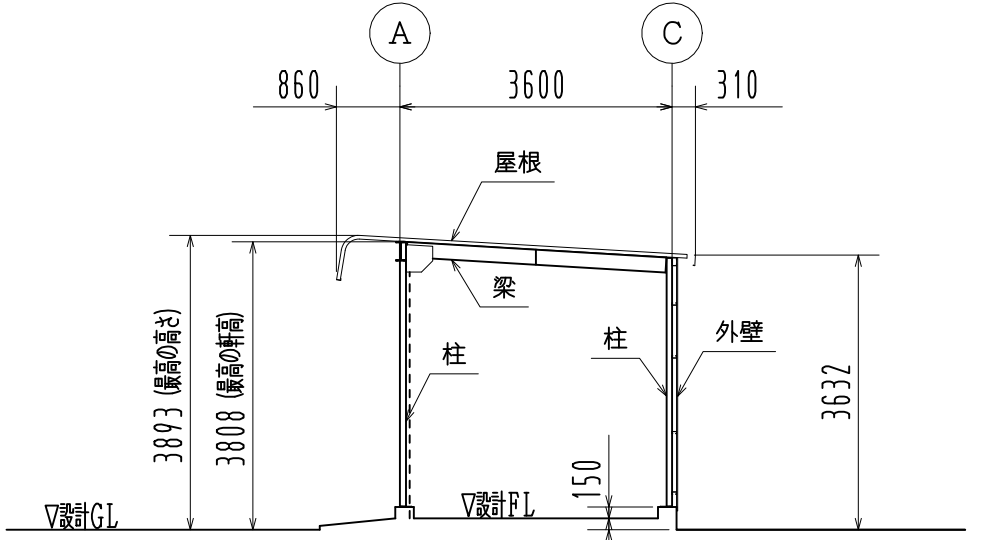 A
C
860
3600
310
屋根
梁
柱
柱
外壁
3893 (最高の高さ)
3808 (最高の軒高)
3632
150
▽設計GL
▽設計FL